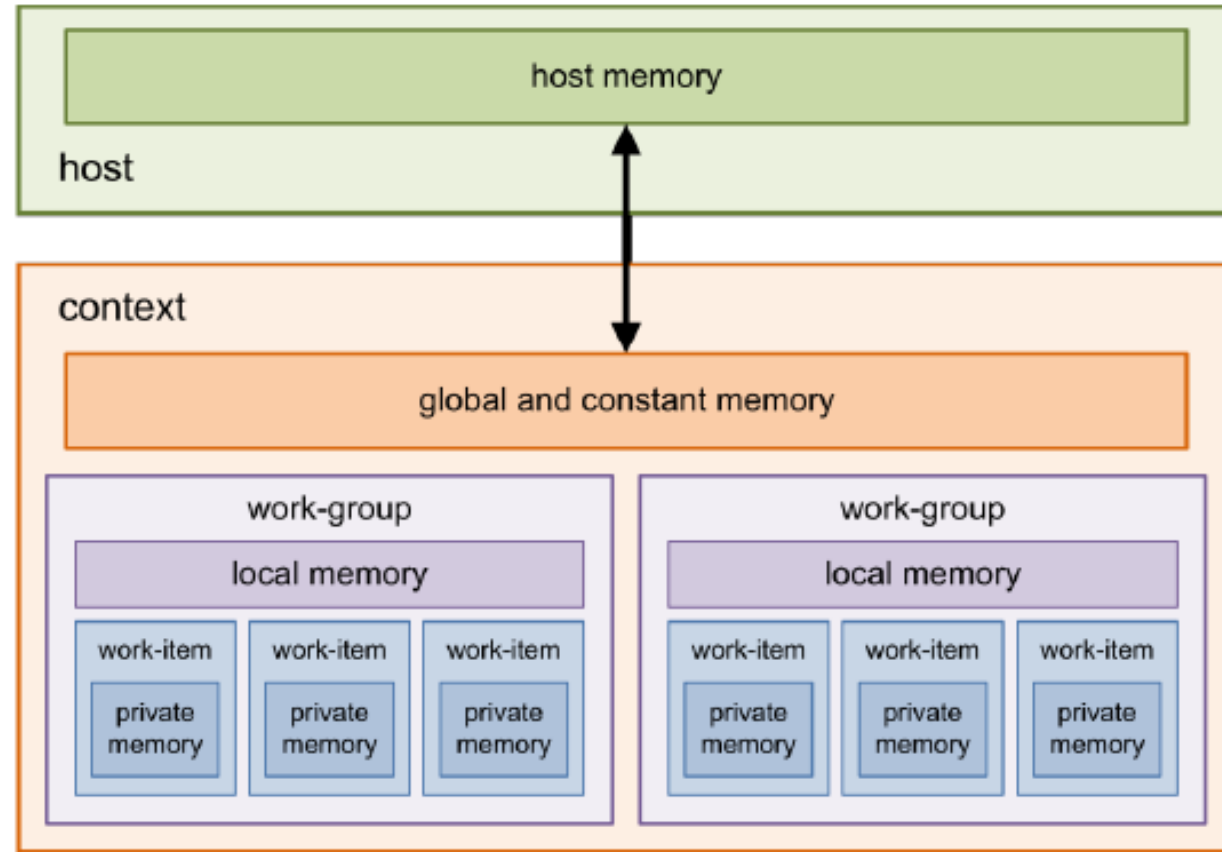 host memory
host
context
global and constant memory
work-group
local memory
work-item
private
memory
work-item
private
memory
work-item
private
memory
work-group
local memory
work-item
private
memory
work-item
private
memory
work-item
private
memory